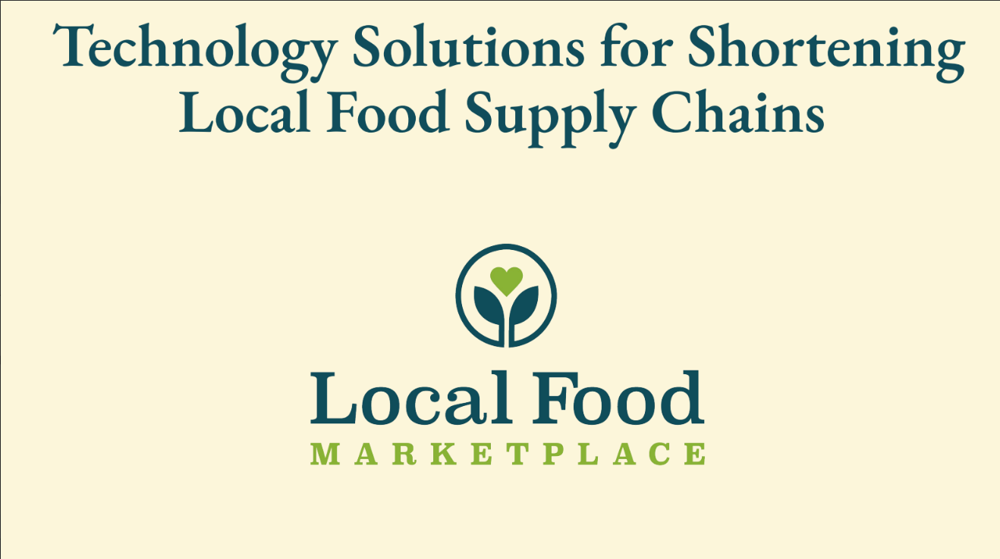 Technology Solutions for Shortening
Local Food Supply Chains
Local Food
MARKETPLACE